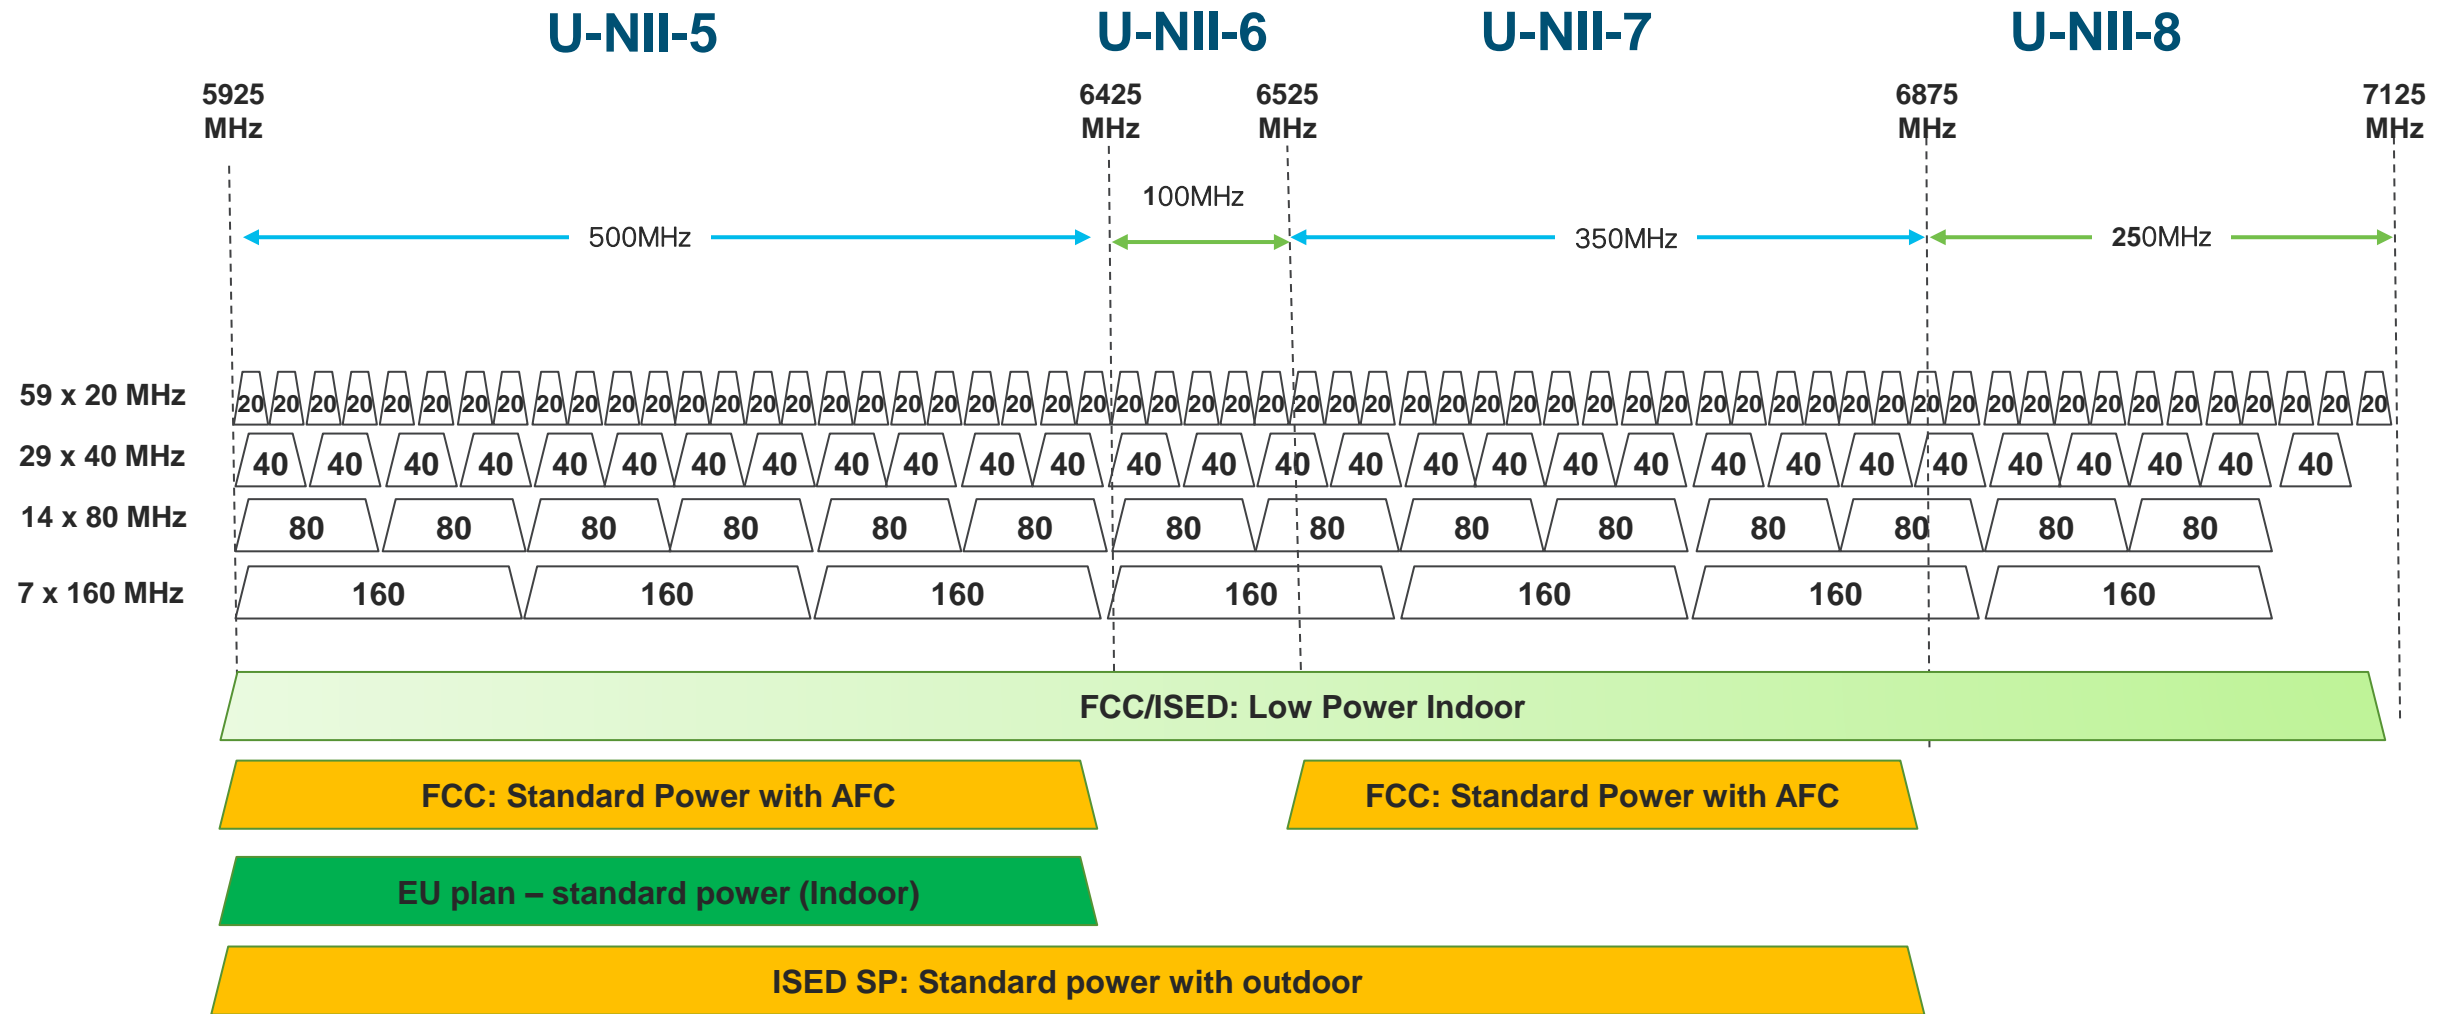 U-NII-5 U-NII-6 U-NII-7 U-NII-8
5925 6425 6525 6875 7125
MHz MHz MHz MHz MHz
100MHz
500MHz 350MHz 250MHz
59 x 20 MHz 20 20 20 20 20 20 20 20 20 20 20 20 20 20 20 20 20 20 20 20 20 20 20 20 20 20 20 20 20 20 20 20 20 20 20 20 20 20 20 20 20 20 20 20 20 20 20 20 20 20 20 20 20 20 20 20 20 20 20
29 x 40 MHz 40 40 40 40 40 40 40 40 40 40 40 40 40 40 40 40 40 40 40 40 40 40 40 40 40 40 40 40 40
14 x 80 MHz 80 80 80 80 80 80 80 80 80 80 80 80 80 80
7 x 160 MHz 160 160 160 160 160 160 160
FCC/ISED: Low Power Indoor
FCC: Standard Power with AFC FCC: Standard Power with AFC
EU plan – standard power (Indoor)
ISED SP: Standard power with outdoor